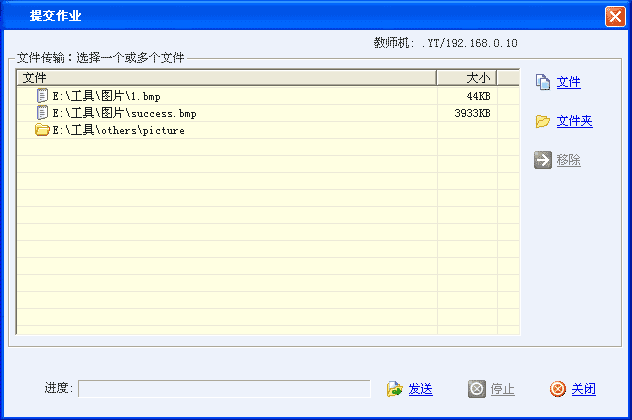 提交作业
教师机: .YT/192.168.0.10
文件传输：选择一个或多个文件
文件 大小
E:\工具\图片\1.bmp 44KB
E:\工具\图片\success.bmp 3933KB
E:\工具\others\picture
文件
文件夹
移除
进度: 发送 停止 关闭